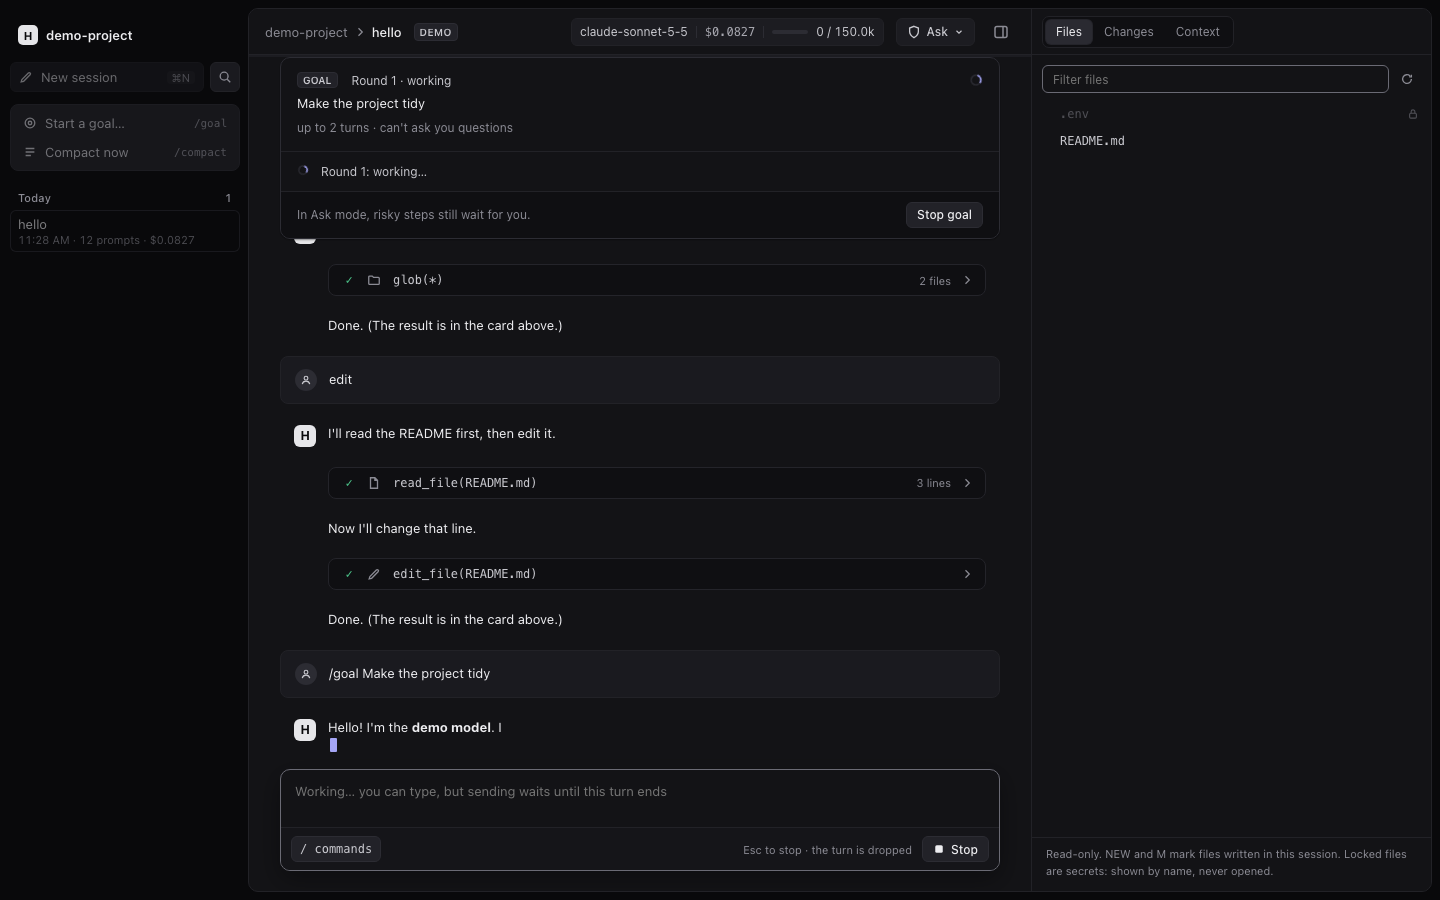 H demo-project
New session ⌘N
Start a goal... /goal
Compact now /compact
Today 1
hello
11:28 AM · 12 prompts · $0.0827
demo-project > hello DEMO
claude-sonnet-5-5 $0.0827 0 / 150.0k
Ask
GOAL Round 1 · working
Make the project tidy
up to 2 turns · can't ask you questions
Round 1: working...
In Ask mode, risky steps still wait for you.
Stop goal
✓ glob(*) 2 files
Done. (The result is in the card above.)
edit
H I'll read the README first, then edit it.
✓ read_file(README.md) 3 lines
Now I'll change that line.
✓ edit_file(README.md)
Done. (The result is in the card above.)
/goal Make the project tidy
H Hello! I'm the demo model. I
Working... you can type, but sending waits until this turn ends
/ commands
Esc to stop · the turn is dropped
Stop
Files Changes Context
Filter files
.env
README.md
Read-only. NEW and M mark files written in this session. Locked files
are secrets: shown by name, never opened.